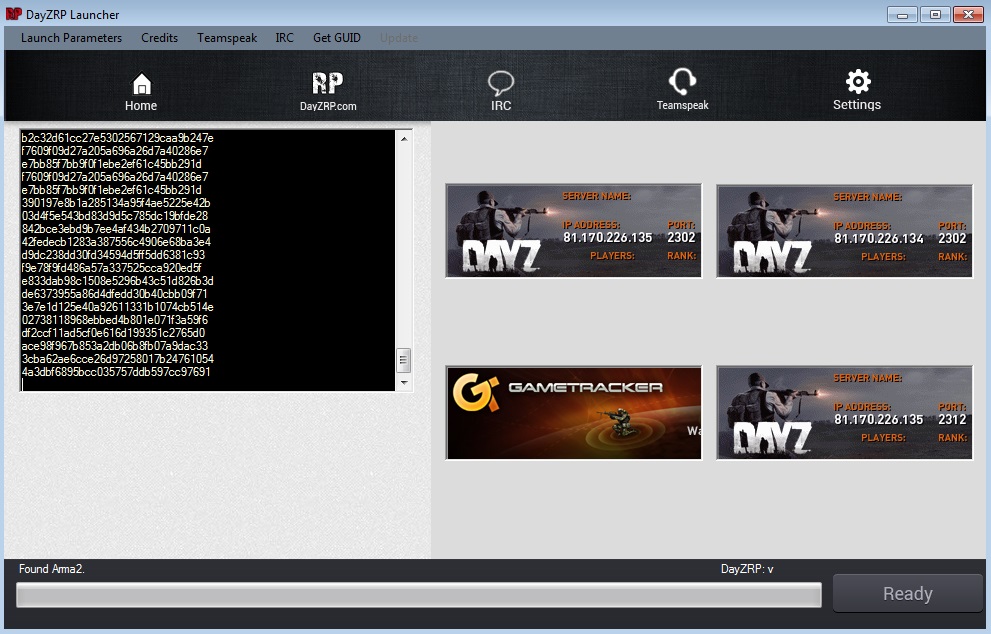 RP DayZRP Launcher
Launch Parameters Credits Teamspeak IRC Get GUID Update
RP
Home DayZRP.com IRC Teamspeak Settings
b2c32d61cc27e5302567129caa9b247e
f7609f09d27a205a696a26d7a40286e7
e7bb85f7bb9f0f1ebe2ef61c45bb291d
f7609f09d27a205a696a26d7a40286e7
e7bb85f7bb9f0f1ebe2ef61c45bb291d
390197e8b1a285134a95f4ae5225e42b
03d4f5e543bd83d9d5c785dc19bfde28
842bce3ebd9b7ee4af434b2709711c0a
42fedecb1283a387556c4906e68ba3e4
d9dc238dd30fd34594d5ff5dd6381c93
f9e78f9fd486a57a337525cca920ed5f
e833dab98c1508e5296b43c51d826b3d
de6373955a86d4dfedd30b40cbb09f71
3e7e1d125e40a92611331b1074cb514e
02738118968ebbed4b801e071f3a59f6
df2ccf11ad5cf0e616d199351c2765d0
ace98f967b853a2db06b8fb07a9dac33
3cba62ae6cce26d97258017b24761054
4a3dbf6895bcc035757ddb597cc97691
SERVER NAME:
IP ADDRESS: PORT:
81.170.226.135 2302
PLAYERS: RANK:
DAYZ
SERVER NAME:
IP ADDRESS: PORT:
81.170.226.134 2302
PLAYERS: RANK:
DAYZ
GAMETRACKER
Wa
SERVER NAME:
IP ADDRESS: PORT:
81.170.226.135 2312
PLAYERS: RANK:
DAYZ
Found Arma2.
DayZRP: v
Ready